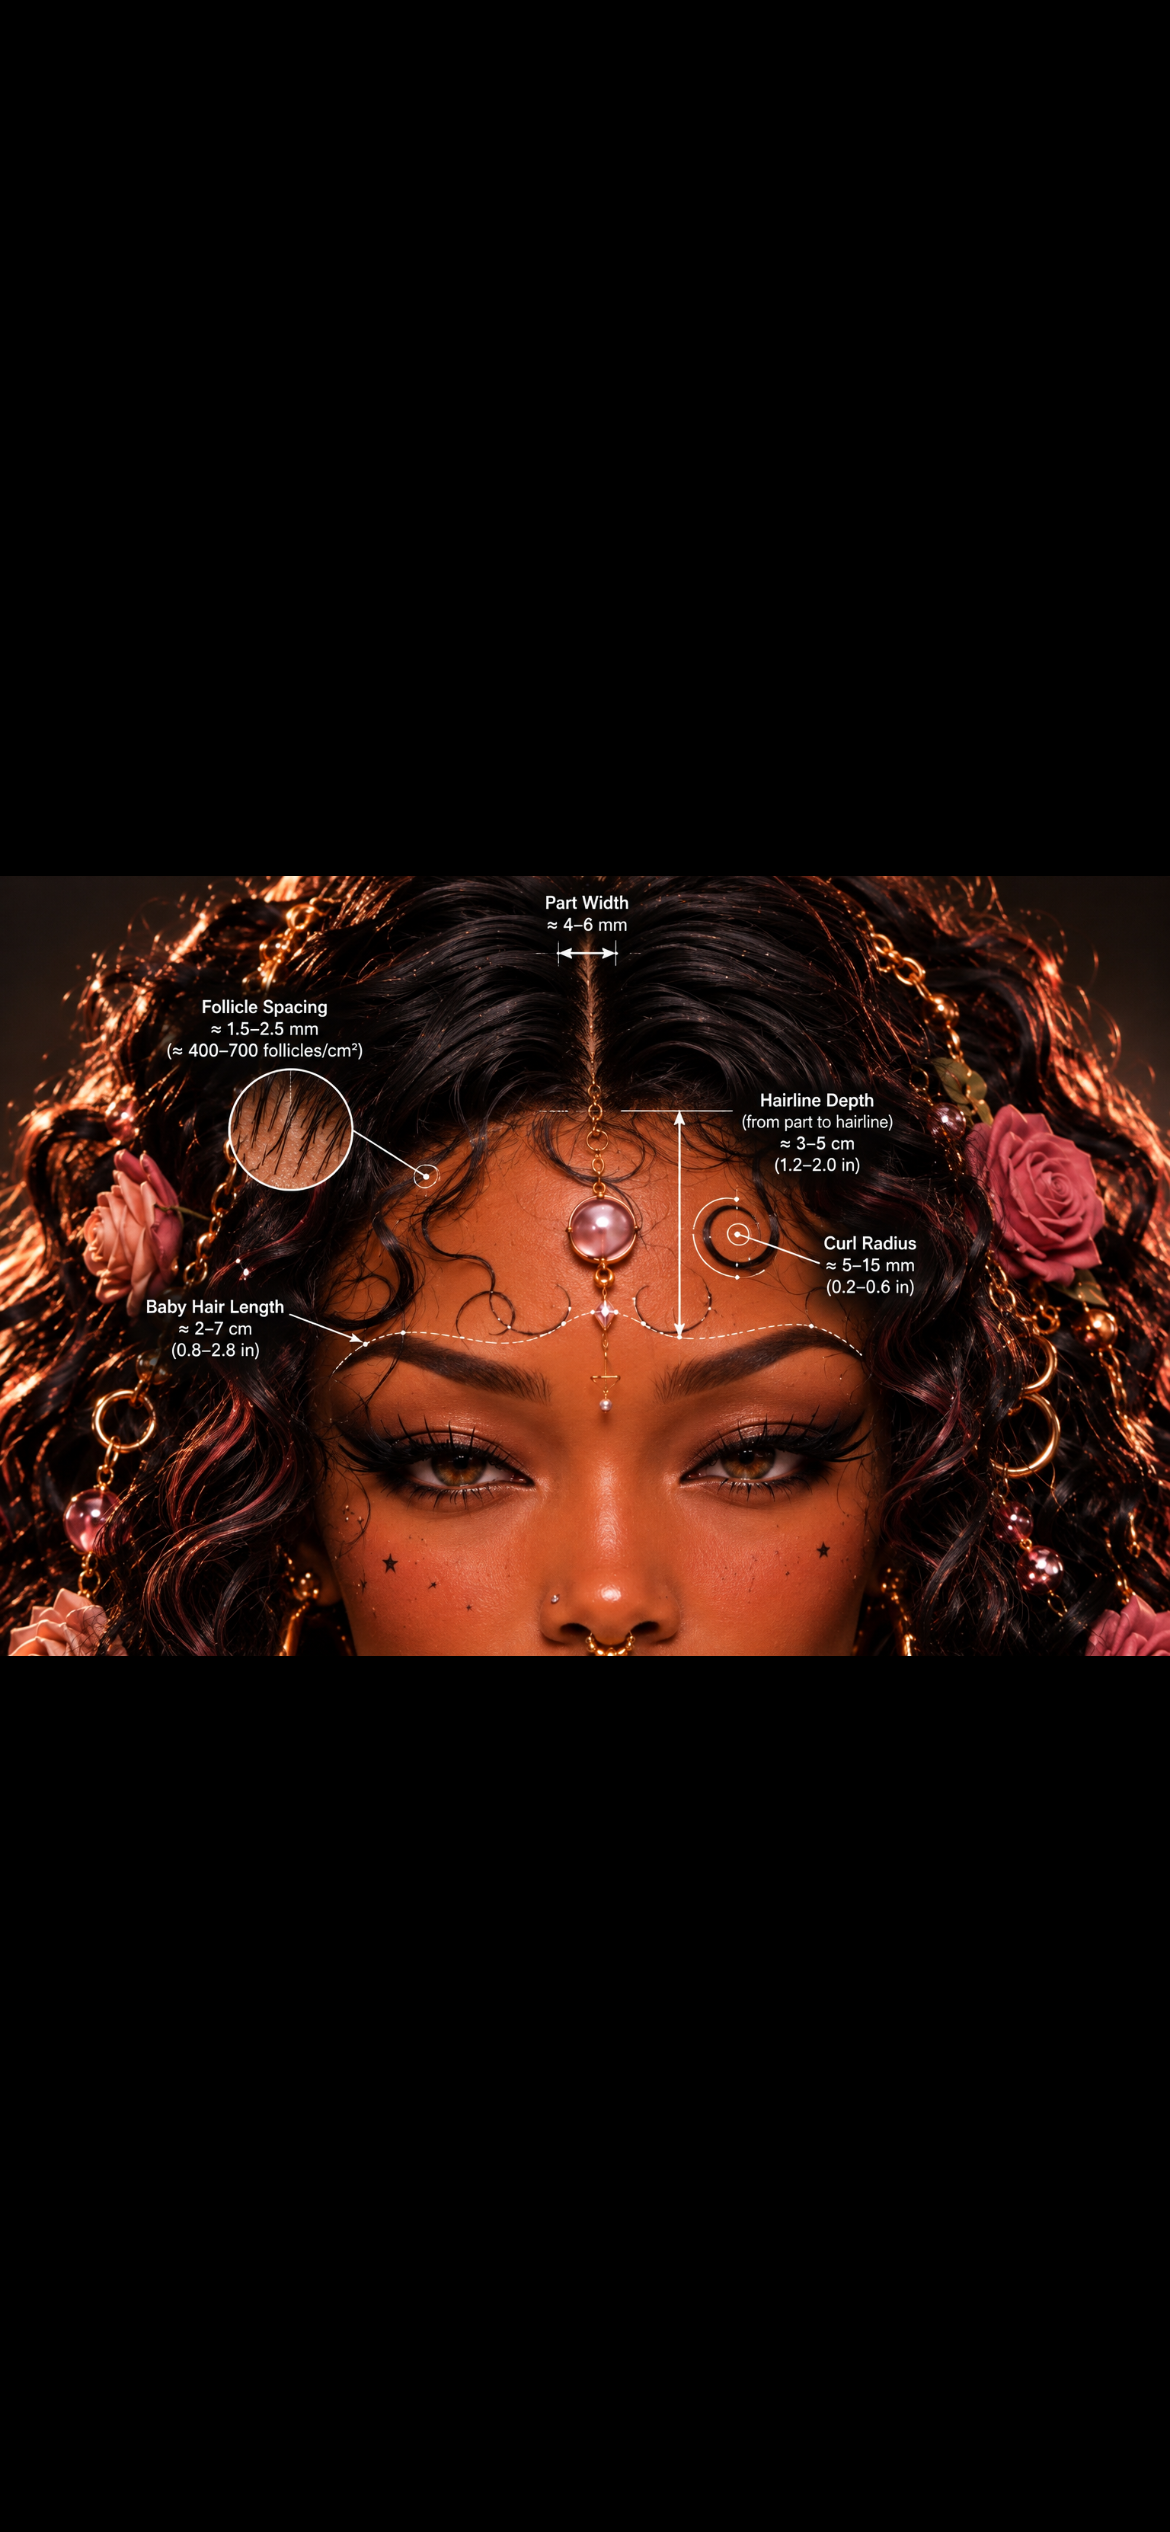 Part Width
≈ 4–6 mm
Follicle Spacing
≈ 1.5–2.5 mm
(≈ 400–700 follicles/cm²)
Hairline Depth
(from part to hairline)
≈ 3–5 cm
(1.2–2.0 in)
Curl Radius
≈ 5–15 mm
(0.2–0.6 in)
Baby Hair Length
≈ 2–7 cm
(0.8–2.8 in)